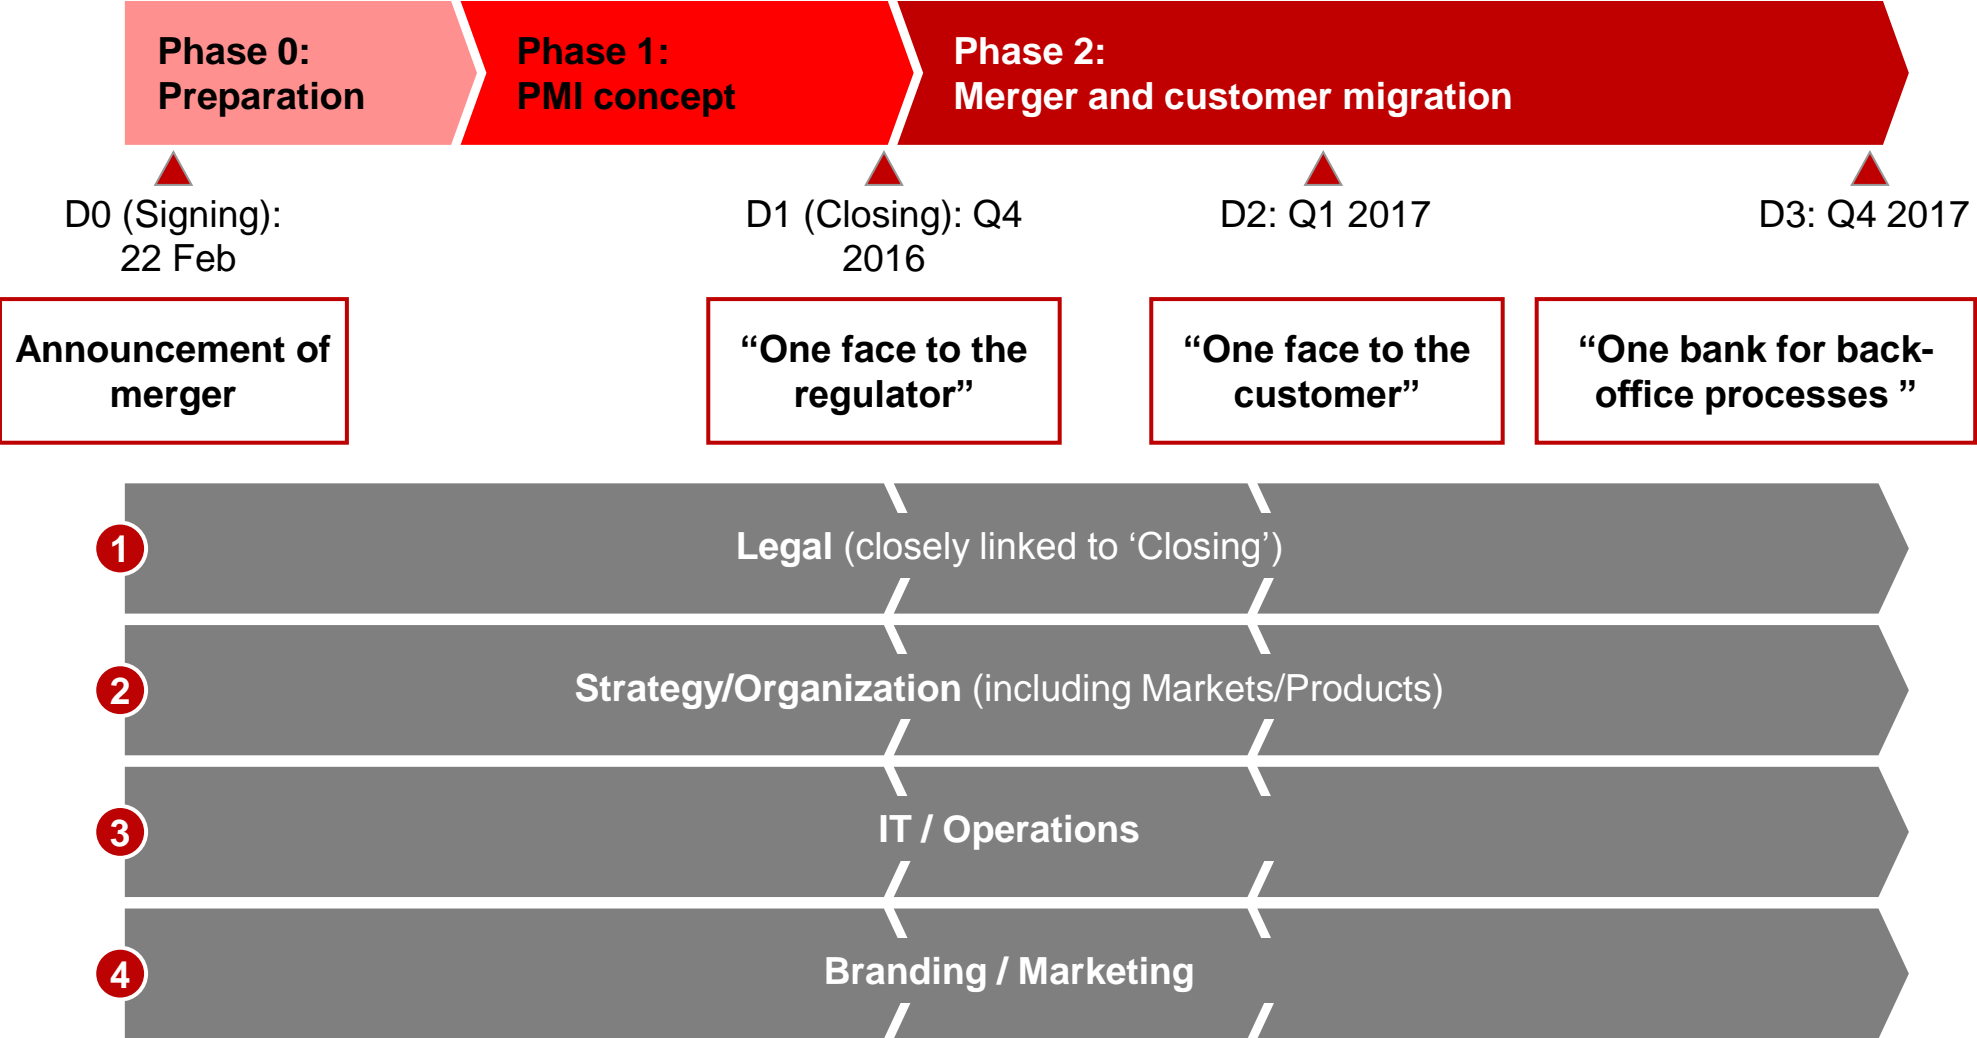 Phase 0:
Preparation
Phase 1:
PMI concept
Phase 2:
Merger and customer migration
D0 (Signing):
22 Feb
D1 (Closing): Q4
2016
D2: Q1 2017
D3: Q4 2017
Announcement of
merger
“One face to the
regulator”
“One face to the
customer”
“One bank for back-
office processes ”
1
Legal (closely linked to ‘Closing’)
2
Strategy/Organization (including Markets/Products)
3
IT / Operations
4
Branding / Marketing